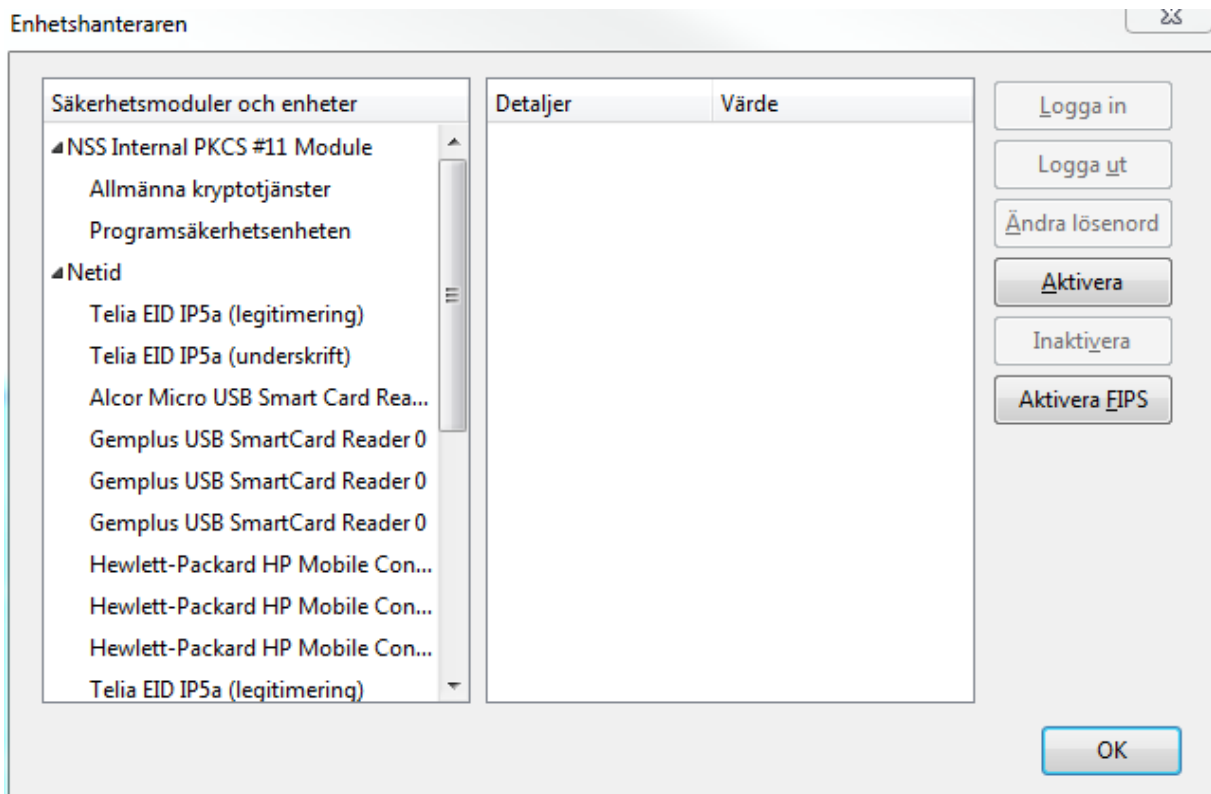 Enhetshanteraren
Säkerhetsmoduler och enheter
NSS Internal PKCS #11 Module
Allmänna kryptotjänster
Programsäkerhetsenheten
Netid
Telia EID IP5a (legitimering)
Telia EID IP5a (underskrift)
Alcor Micro USB Smart Card Rea...
Gemplus USB SmartCard Reader 0
Gemplus USB SmartCard Reader 0
Gemplus USB SmartCard Reader 0
Hewlett-Packard HP Mobile Con...
Hewlett-Packard HP Mobile Con...
Hewlett-Packard HP Mobile Con...
Telia EID IP5a (legitimering)
Detaljer Värde
Logga in
Logga ut
Ändra lösenord
Aktivera
Inaktivera
Aktivera FIPS
OK